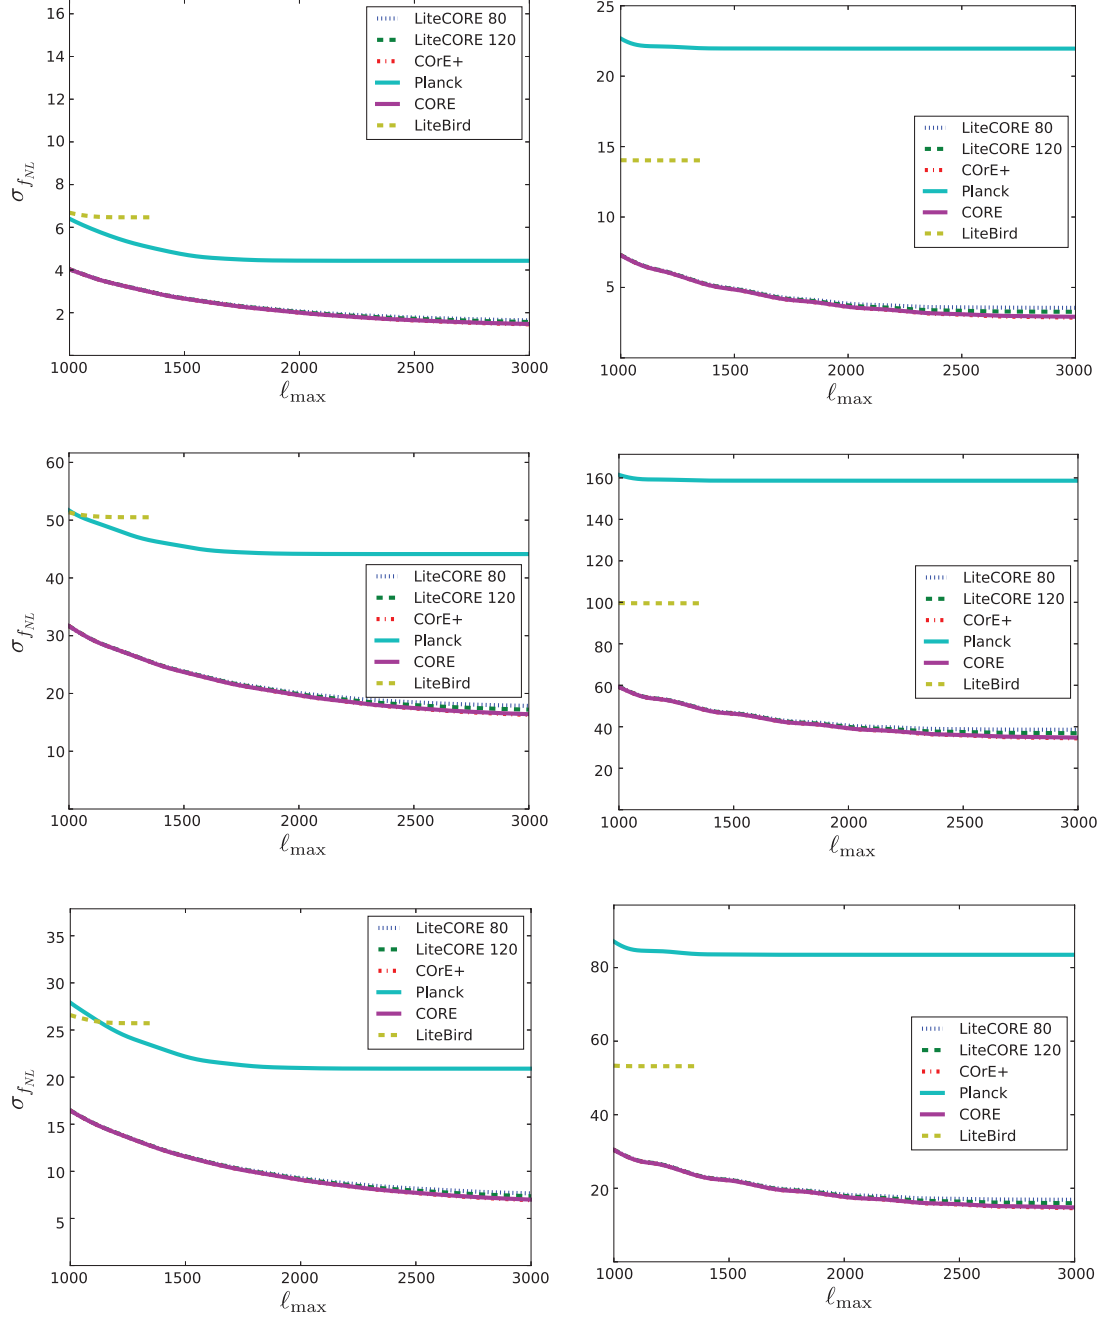 16
14
12
10
8
6
4
2
σ_{f_{NL}}
1000 1500 2000 2500 3000
ℓ_max
LiteCORE 80
LiteCORE 120
COrE+
Planck
CORE
LiteBird
25
20
15
10
5
1000 1500 2000 2500 3000
ℓ_max
LiteCORE 80
LiteCORE 120
COrE+
Planck
CORE
LiteBird
60
50
40
30
20
10
σ_{f_{NL}}
1000 1500 2000 2500 3000
ℓ_max
LiteCORE 80
LiteCORE 120
COrE+
Planck
CORE
LiteBird
160
140
120
100
80
60
40
20
1000 1500 2000 2500 3000
ℓ_max
LiteCORE 80
LiteCORE 120
COrE+
Planck
CORE
LiteBird
35
30
25
20
15
10
5
σ_{f_{NL}}
1000 1500 2000 2500 3000
ℓ_max
LiteCORE 80
LiteCORE 120
COrE+
Planck
CORE
LiteBird
80
60
40
20
1000 1500 2000 2500 3000
ℓ_max
LiteCORE 80
LiteCORE 120
COrE+
Planck
CORE
LiteBird